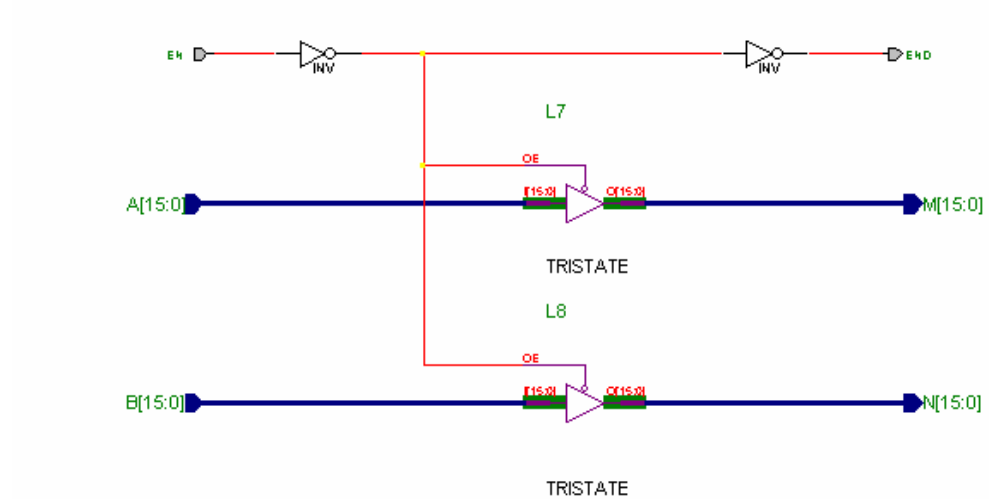 EN
INV
INV
END
L7
OE
A[15:0]
I[15:0]
O[15:0]
M[15:0]
TRISTATE
L8
OE
B[15:0]
I[15:0]
O[15:0]
N[15:0]
TRISTATE